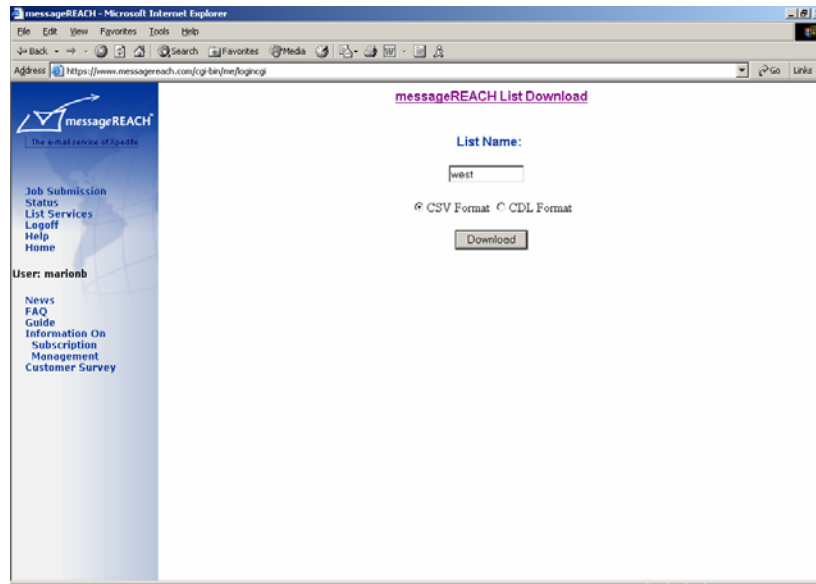 messageREACH - Microsoft Internet Explorer
File Edit View Favorites Tools Help
Back Search Favorites Media
Address https://www.messagereach.com/cgi-bin/me/logincgi Go Links
messageREACH
The e-mail service of Xpedite
Job Submission
Status
List Services
Logoff
Help
Home
User: marionb
News
FAQ
Guide
Information On
Subscription
Management
Customer Survey
messageREACH List Download
List Name:
west
CSV Format CDL Format
Download